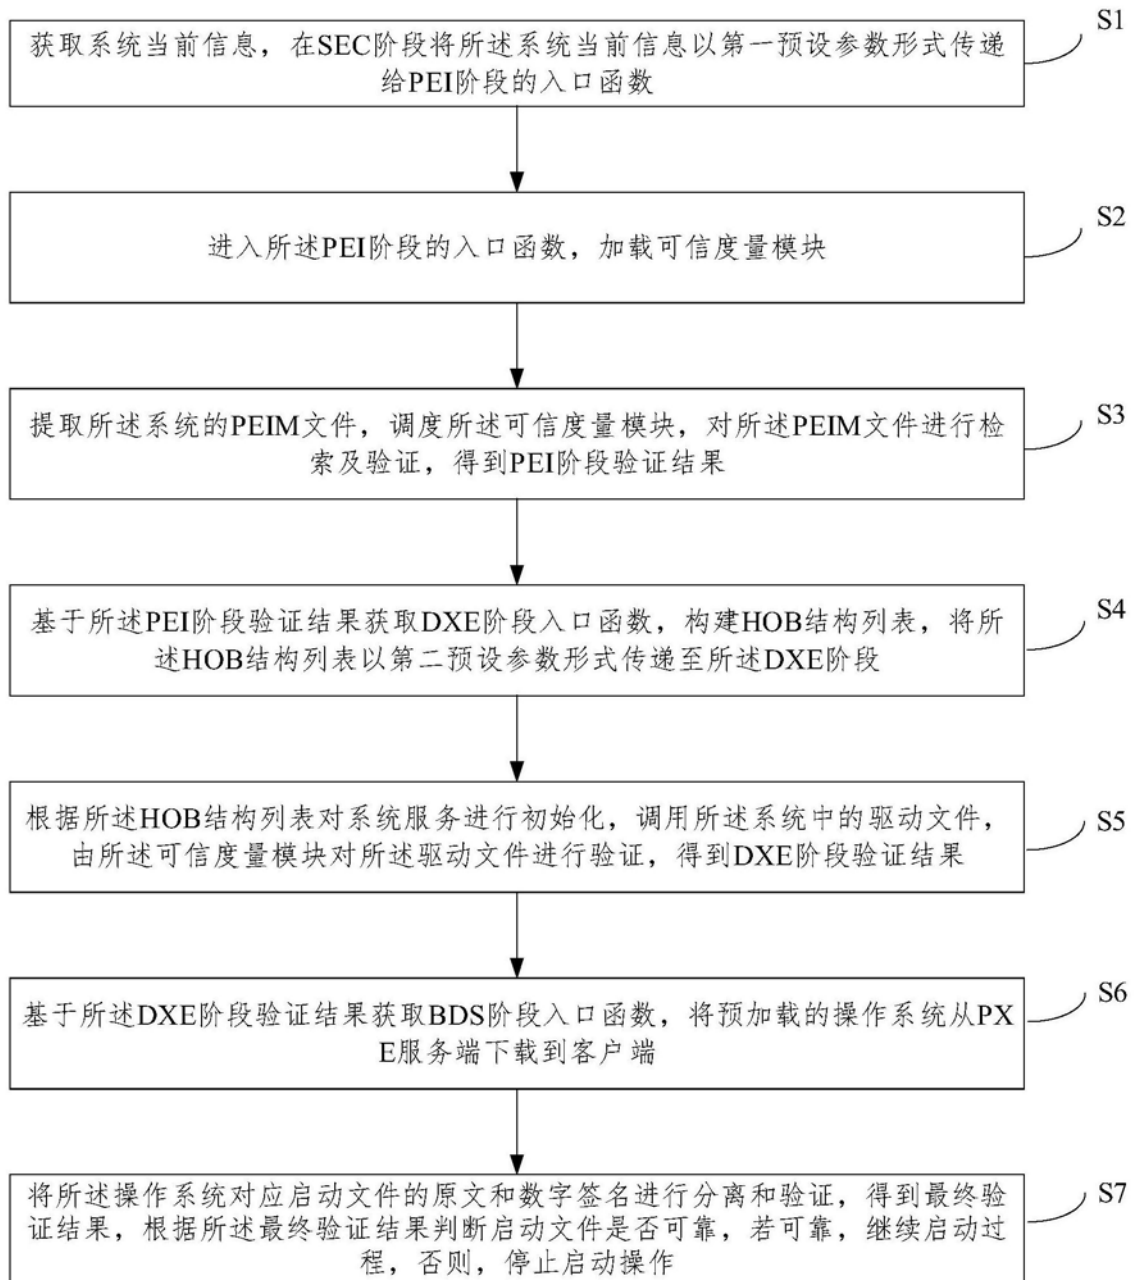 S1
获取系统当前信息，在SEC阶段将所述系统当前信息以第一预设参数形式传递
给PEI阶段的入口函数
S2
进入所述PEI阶段的入口函数，加载可信度量模块
S3
提取所述系统的PEIM文件，调度所述可信度量模块，对所述PEIM文件进行检
索及验证，得到PEI阶段验证结果
S4
基于所述PEI阶段验证结果获取DXE阶段入口函数，构建HOB结构列表，将所
述HOB结构列表以第二预设参数形式传递至所述DXE阶段
S5
根据所述HOB结构列表对系统服务进行初始化，调用所述系统中的驱动文件，
由所述可信度量模块对所述驱动文件进行验证，得到DXE阶段验证结果
S6
基于所述DXE阶段验证结果获取BDS阶段入口函数，将预加载的操作系统从PX
E服务端下载到客户端
S7
将所述操作系统对应启动文件的原文和数字签名进行分离和验证，得到最终验
证结果，根据所述最终验证结果判断启动文件是否可靠，若可靠，继续启动过
程，否则，停止启动操作